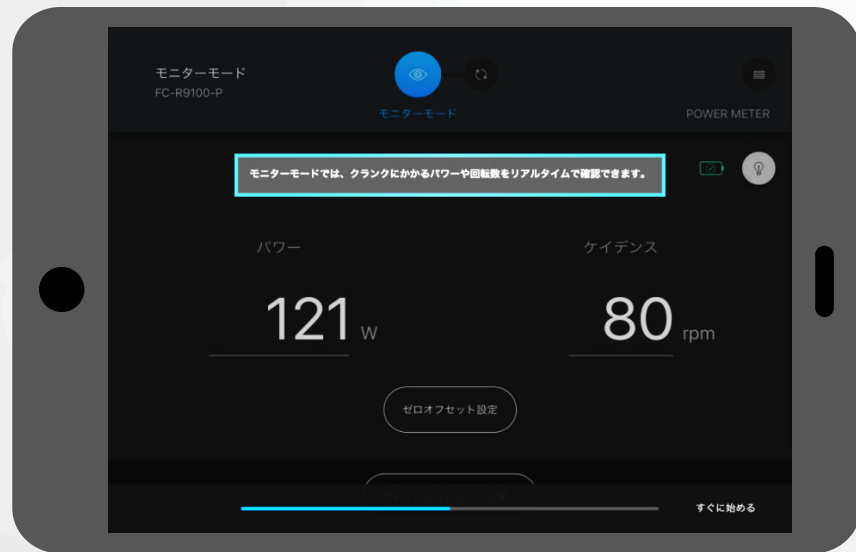 モニターモード
FC-R9100-P
モニターモード
POWER METER
モニターモードでは、クランクにかかるパワーや回転数をリアルタイムで確認できます。
パワー
ケイデンス
121 W
80 rpm
ゼロオフセット設定
すぐに始める